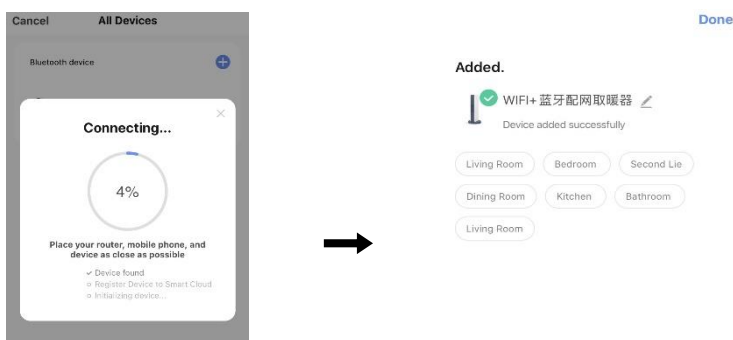 Cancel
All Devices
Bluetooth device
Connecting...
4%
Place your router, mobile phone, and
device as close as possible
Device found
Register Device to Smart Cloud
Initializing device...
Done
Added.
WIFI+蓝牙配网取暖器
Device added successfully
Living Room
Bedroom
Second Lie
Dining Room
Kitchen
Bathroom
Living Room